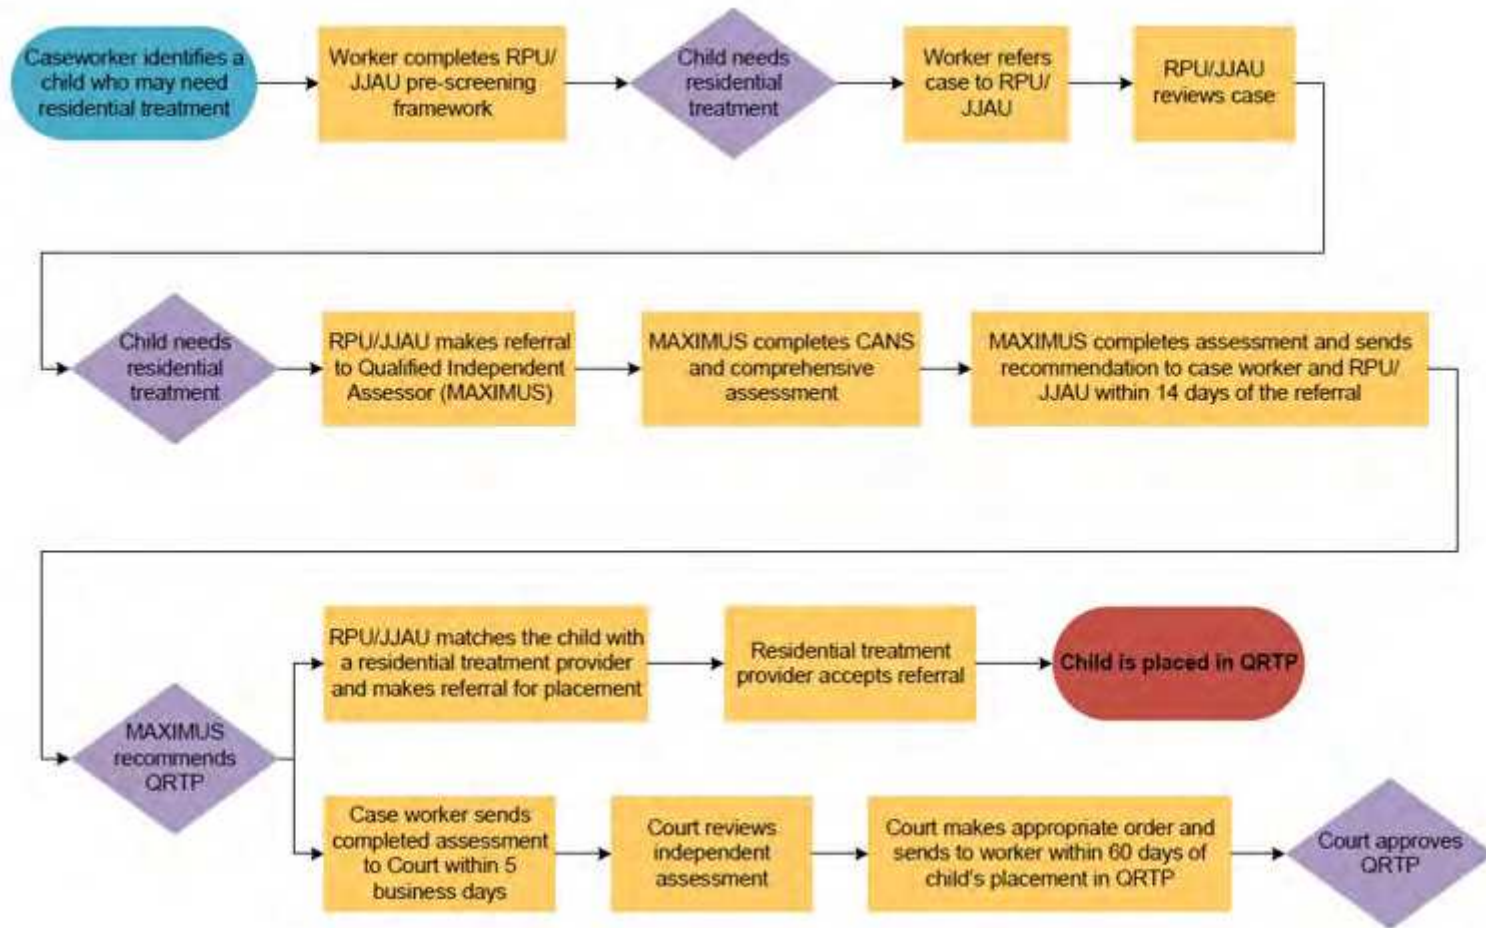 Caseworker identifies a
child who may need
residential treatment
Worker completes RPU/
JJAU pre-screening
framework
Child needs
residential
treatment
Worker refers
case to RPU/
JJAU
RPU/JJAU
reviews case
Child needs
residential
treatment
RPU/JJAU makes referral
to Qualified Independent
Assessor (MAXIMUS)
MAXIMUS completes CANS
and comprehensive
assessment
MAXIMUS completes assessment and sends
recommendation to case worker and RPU/
JJAU within 14 days of the referral
MAXIMUS
recommends
QRTP
RPU/JJAU matches the child with
a residential treatment provider
and makes referral for placement
Residential treatment
provider accepts referral
Child is placed in QRTP
Case worker sends
completed assessment
to Court within 5
business days
Court reviews
independent
assessment
Court makes appropriate order and
sends to worker within 60 days of
child's placement in QRTP
Court approves
QRTP